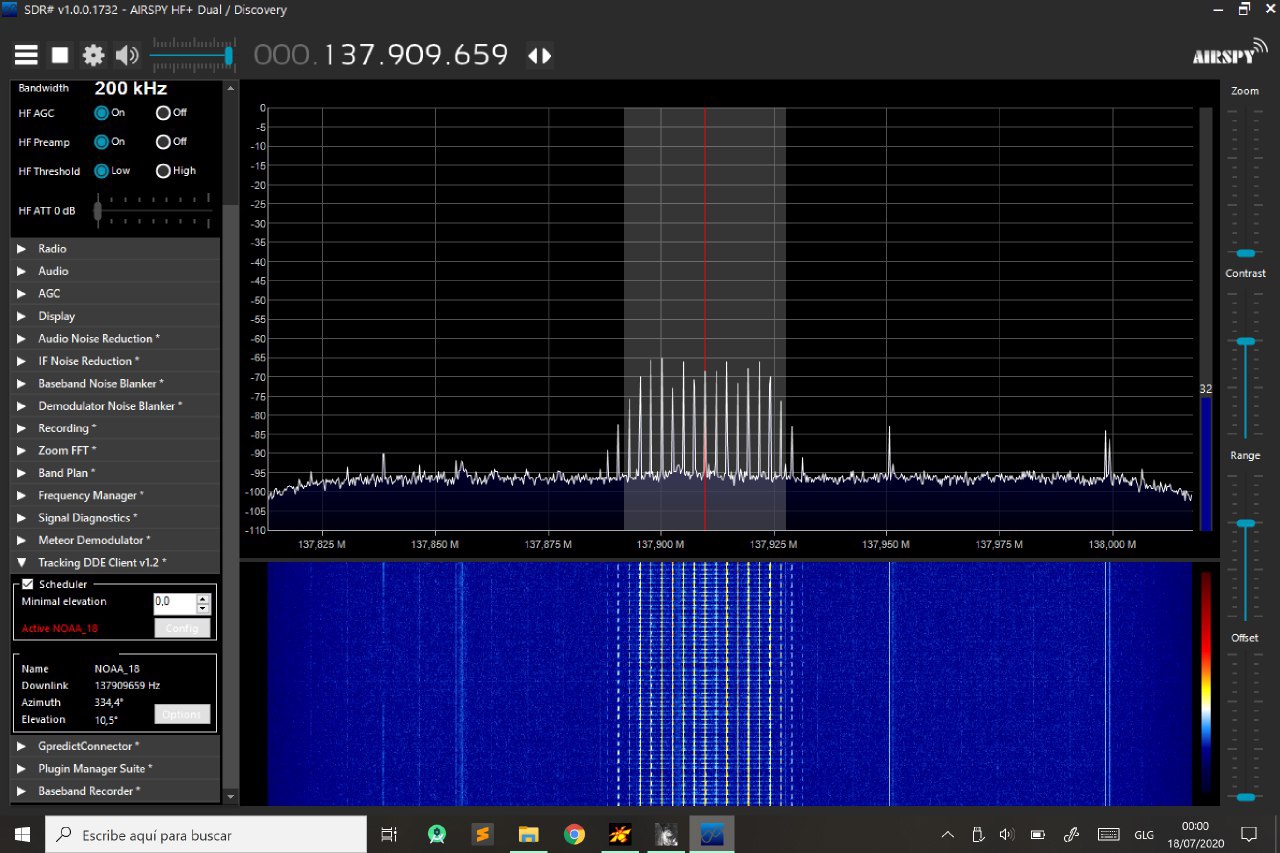 SDR# v1.0.0.1732 - AIRSPY HF+ Dual / Discovery
000.137.909.659
AIRSPY
Bandwidth 200 kHz
HF AGC On Off
HF Preamp On Off
HF Threshold Low High
HF ATT 0 dB
Radio
Audio
AGC
Display
Audio Noise Reduction *
IF Noise Reduction *
Baseband Noise Blanker *
Demodulator Noise Blanker *
Recording *
Zoom FFT *
Band Plan *
Frequency Manager *
Signal Diagnostics *
Meteor Demodulator *
Tracking DDE Client v1.2 *
Scheduler
Minimal elevation 0,0
Active NOAA_18 Config
Name NOAA_18
Downlink 137909659 Hz
Azimuth 334,4°
Elevation 10,5° Options
GpredictConnector *
Plugin Manager Suite *
Baseband Recorder *
0
-5
-10
-15
-20
-25
-30
-35
-40
-45
-50
-55
-60
-65
-70
-75
-80
-85
-90
-95
-100
-105
-110
137,825 M 137,850 M 137,875 M 137,900 M 137,925 M 137,950 M 137,975 M 138,000 M
32
Zoom
Contrast
Range
Offset
Escribe aquí para buscar
GLG
00:00
18/07/2020